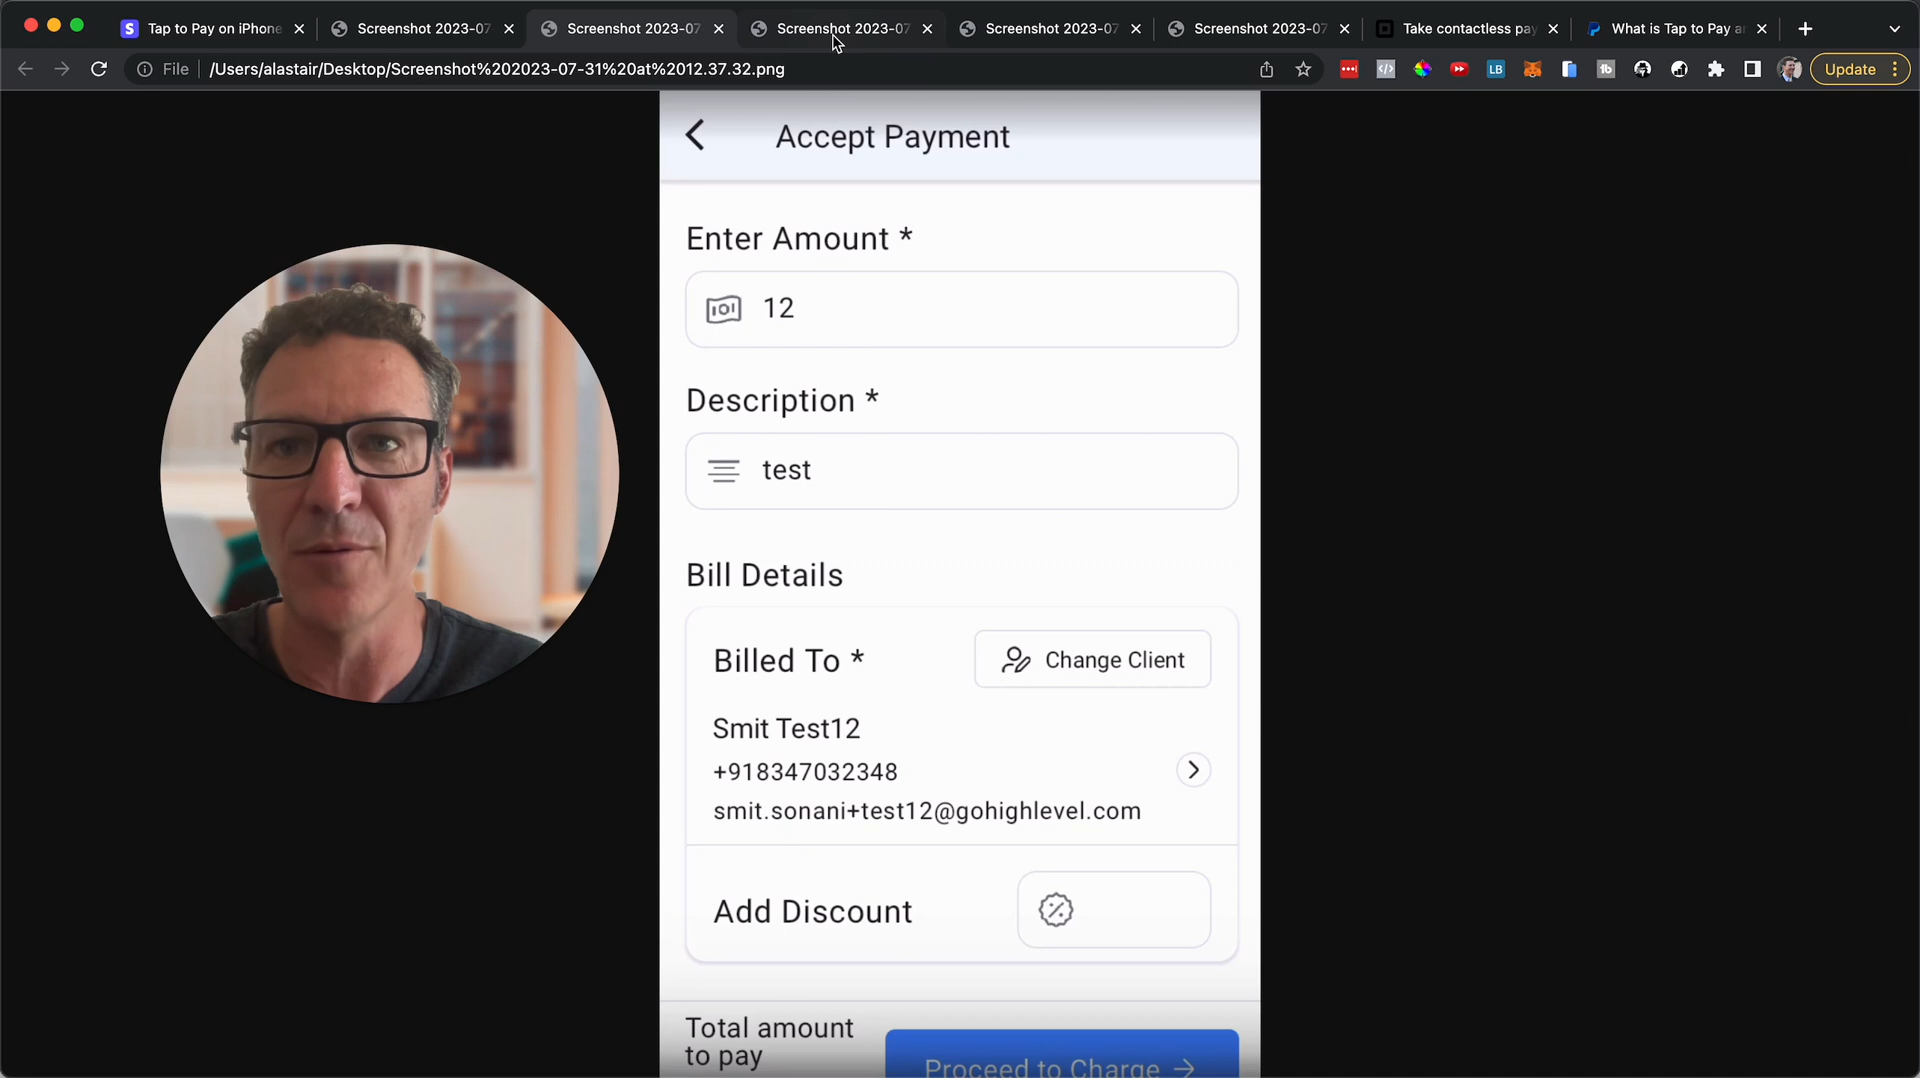 Tap to Pay on iPhone
Screenshot 2023-07
Screenshot 2023-07
Screenshot 2023-07
Screenshot 2023-07
Screenshot 2023-07
Take contactless pay
What is Tap to Pay a
File
/Users/alastair/Desktop/Screenshot%202023-07-31%20at%2012.37.32.png
LB
Update
Accept Payment
Enter Amount *
12
Description *
test
Bill Details
Billed To *
Change Client
Smit Test12
+918347032348
smit.sonani+test12@gohighlevel.com
Add Discount
Total amount
to pay
Proceed to Charge